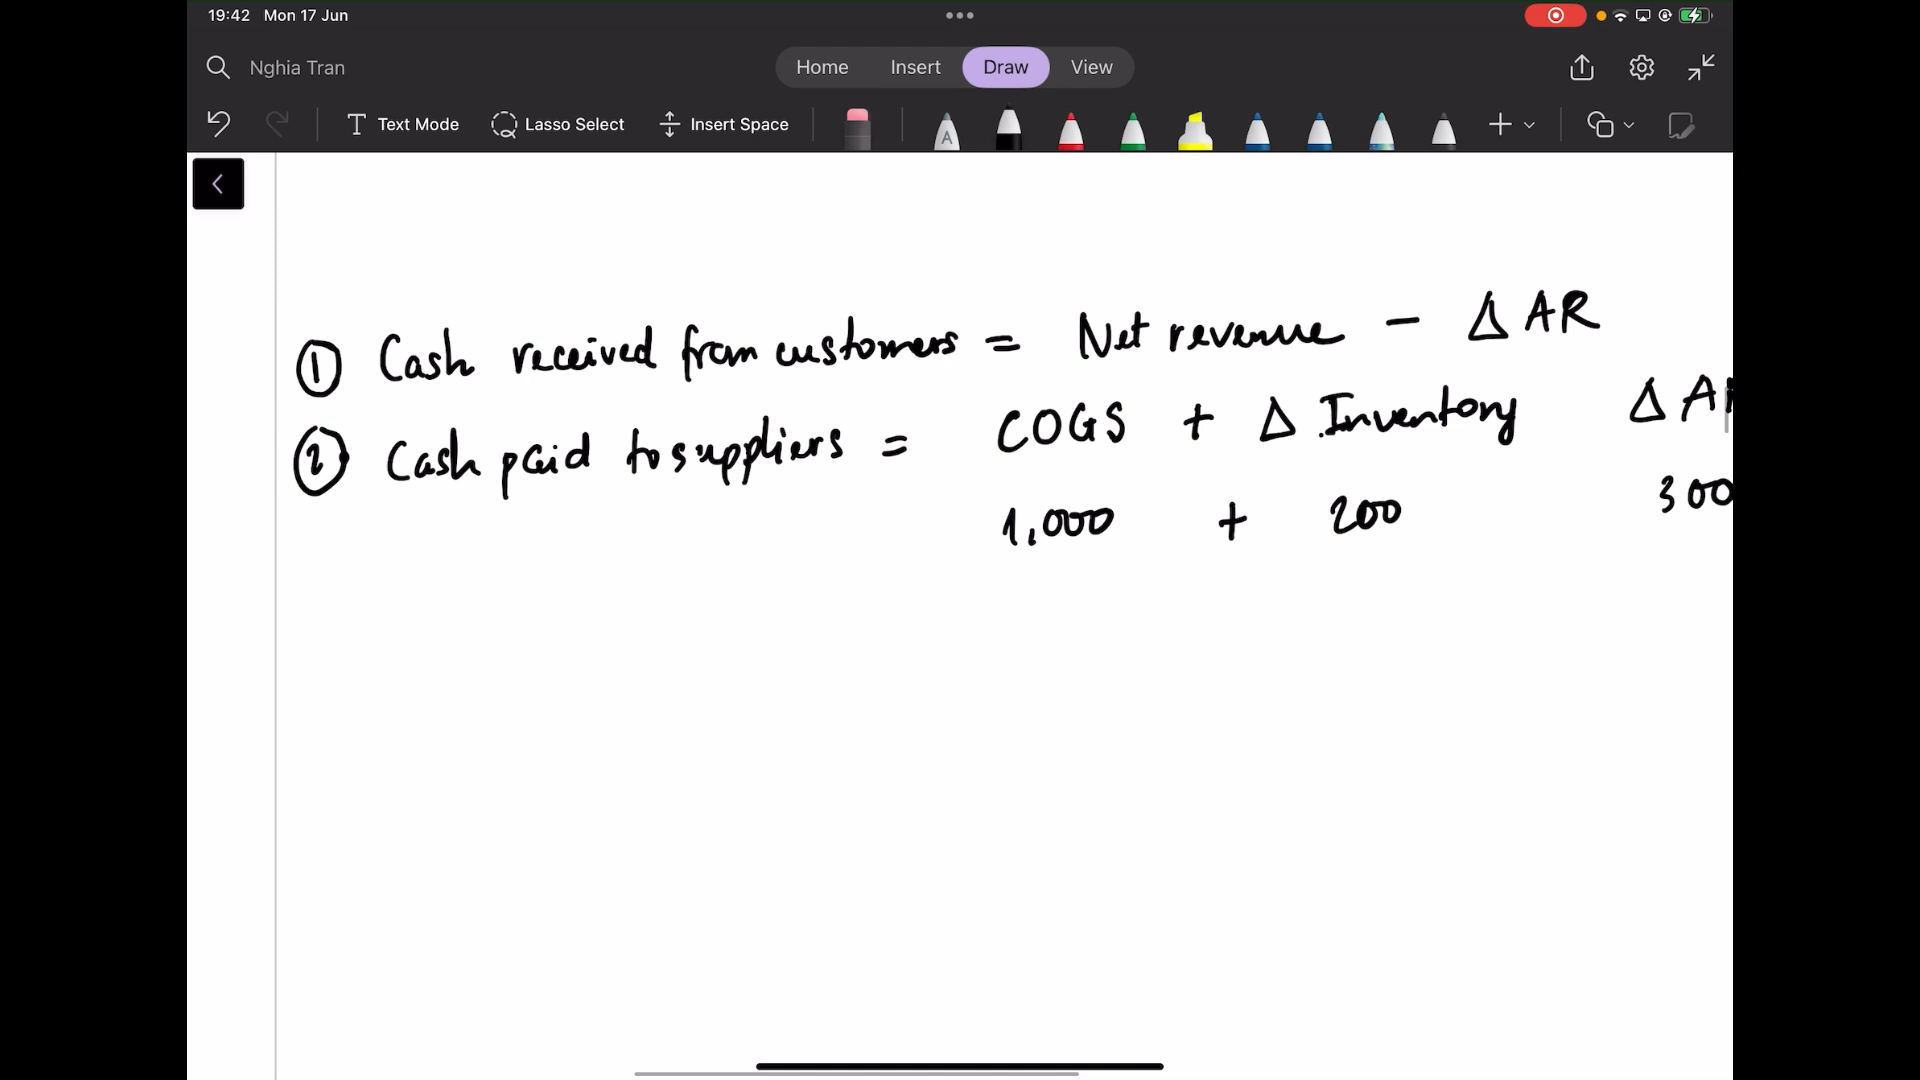 19:42 Mon 17 Jun
Nghia Tran Home Insert Draw View
Text Mode Lasso Select Insert Space A
① Cash received from customers = Net revenue - Δ AR
② Cash paid to suppliers = COGS + Δ Inventory Δ A
1,000 + 200 300